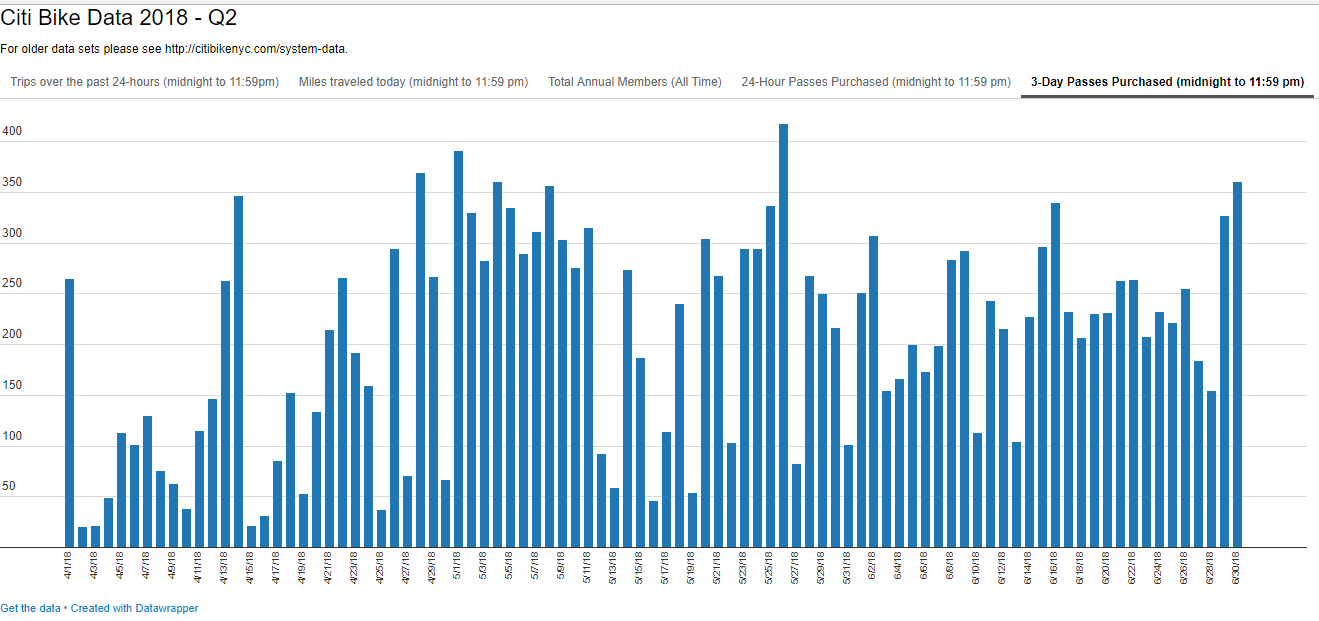 Citi Bike Data 2018 - Q2
For older data sets please see http://citibikenyc.com/system-data.
Trips over the past 24-hours (midnight to 11:59pm) Miles traveled today (midnight to 11:59 pm) Total Annual Members (All Time) 24-Hour Passes Purchased (midnight to 11:59 pm) 3-Day Passes Purchased (midnight to 11:59 pm)
400
350
300
250
200
150
100
50
4/1/18 4/3/18 4/5/18 4/7/18 4/9/18 4/11/18 4/13/18 4/15/18 4/17/18 4/19/18 4/21/18 4/23/18 4/25/18 4/27/18 4/29/18 5/1/18 5/3/18 5/5/18 5/7/18 5/9/18 5/11/18 5/13/18 5/15/18 5/17/18 5/19/18 5/21/18 5/23/18 5/25/18 5/27/18 5/29/18 5/31/18 6/2/18 6/4/18 6/6/18 6/8/18 6/10/18 6/12/18 6/14/18 6/16/18 6/18/18 6/20/18 6/22/18 6/24/18 6/26/18 6/28/18 6/30/18
Get the data • Created with Datawrapper